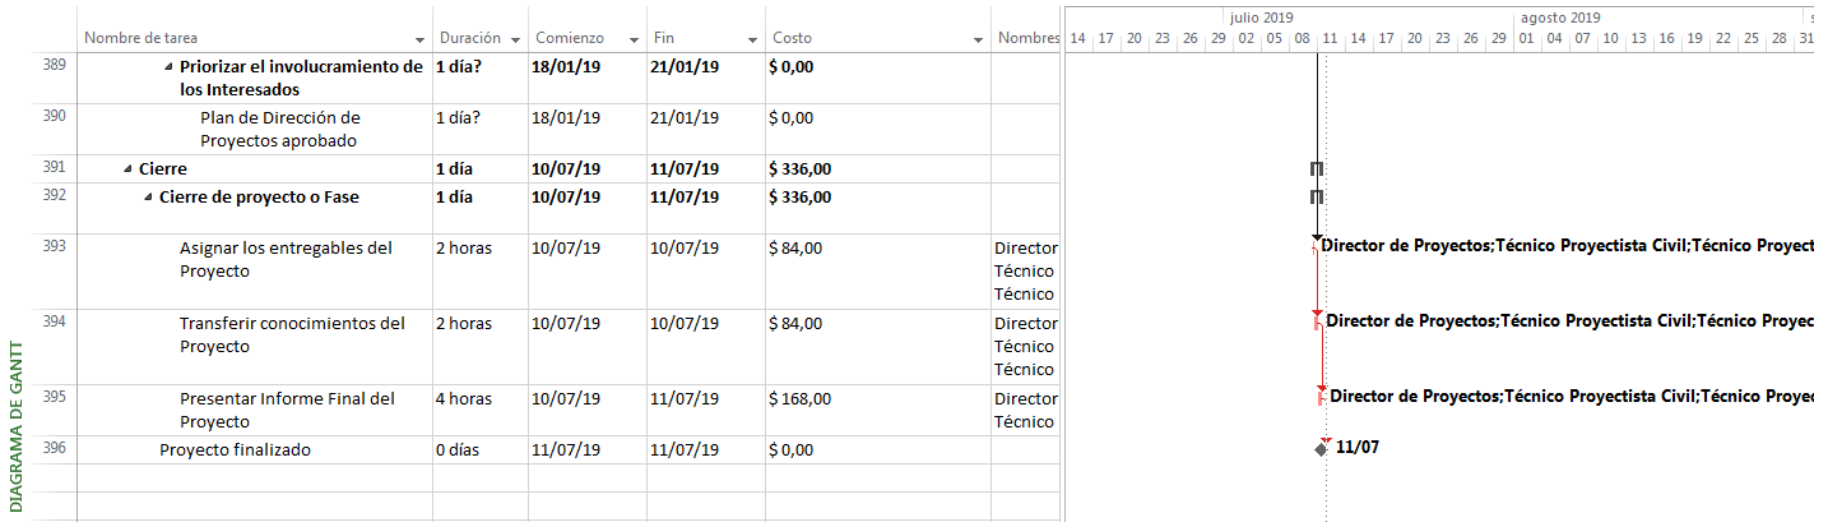 julio 2019 agosto 2019 s
Nombre de tarea Duración Comienzo Fin Costo Nombres 14 17 20 23 26 29 02 05 08 11 14 17 20 23 26 29 01 04 07 10 13 16 19 22 25 28 31
389 Priorizar el involucramiento de 1 día? 18/01/19 21/01/19 $ 0,00
los Interesados
390 Plan de Dirección de 1 día? 18/01/19 21/01/19 $ 0,00
Proyectos aprobado
391 Cierre 1 día 10/07/19 11/07/19 $ 336,00
392 Cierre de proyecto o Fase 1 día 10/07/19 11/07/19 $ 336,00
393 Asignar los entregables del 2 horas 10/07/19 10/07/19 $ 84,00 Director Director de Proyectos;Técnico Proyectista Civil;Técnico Proyect
Proyecto Técnico
Técnico
394 Transferir conocimientos del 2 horas 10/07/19 10/07/19 $ 84,00 Director Director de Proyectos;Técnico Proyectista Civil;Técnico Proyec
Proyecto Técnico
Técnico
395 Presentar Informe Final del 4 horas 10/07/19 11/07/19 $ 168,00 Director Director de Proyectos;Técnico Proyectista Civil;Técnico Proye
Proyecto Técnico
396 Proyecto finalizado 0 días 11/07/19 11/07/19 $ 0,00 11/07
DIAGRAMA DE GANTT